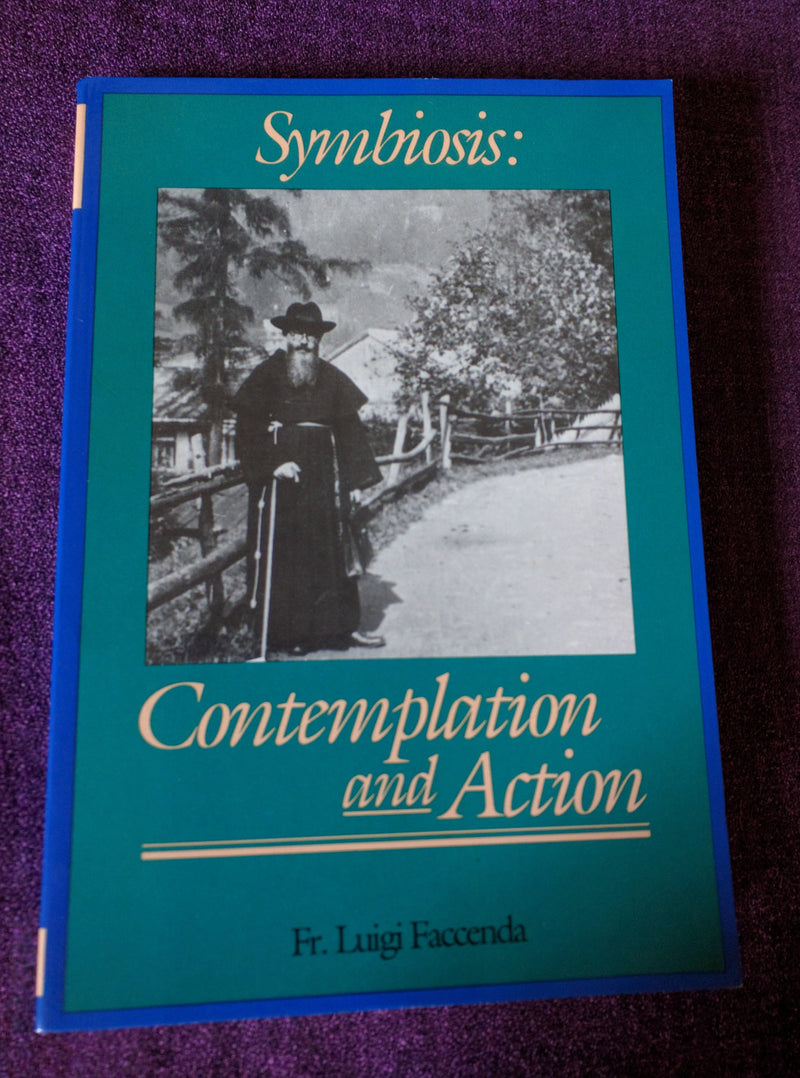 Symbiosis:
Contemplation
and Action
Fr. Luigi Faccenda